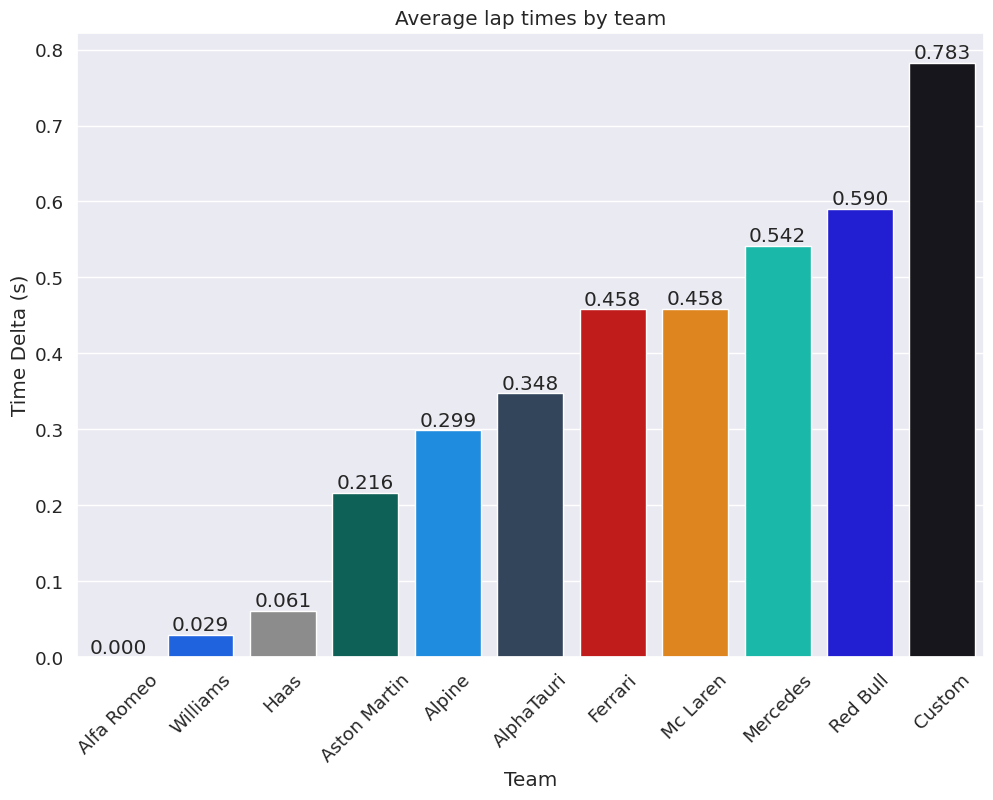 Average lap times by team
Time Delta (s)
0.8
0.7
0.6
0.5
0.4
0.3
0.2
0.1
0.0
0.000
0.029
0.061
0.216
0.299
0.348
0.458
0.458
0.542
0.590
0.783
Alfa Romeo
Williams
Haas
Aston Martin
Alpine
AlphaTauri
Ferrari
Mc Laren
Mercedes
Red Bull
Custom
Team